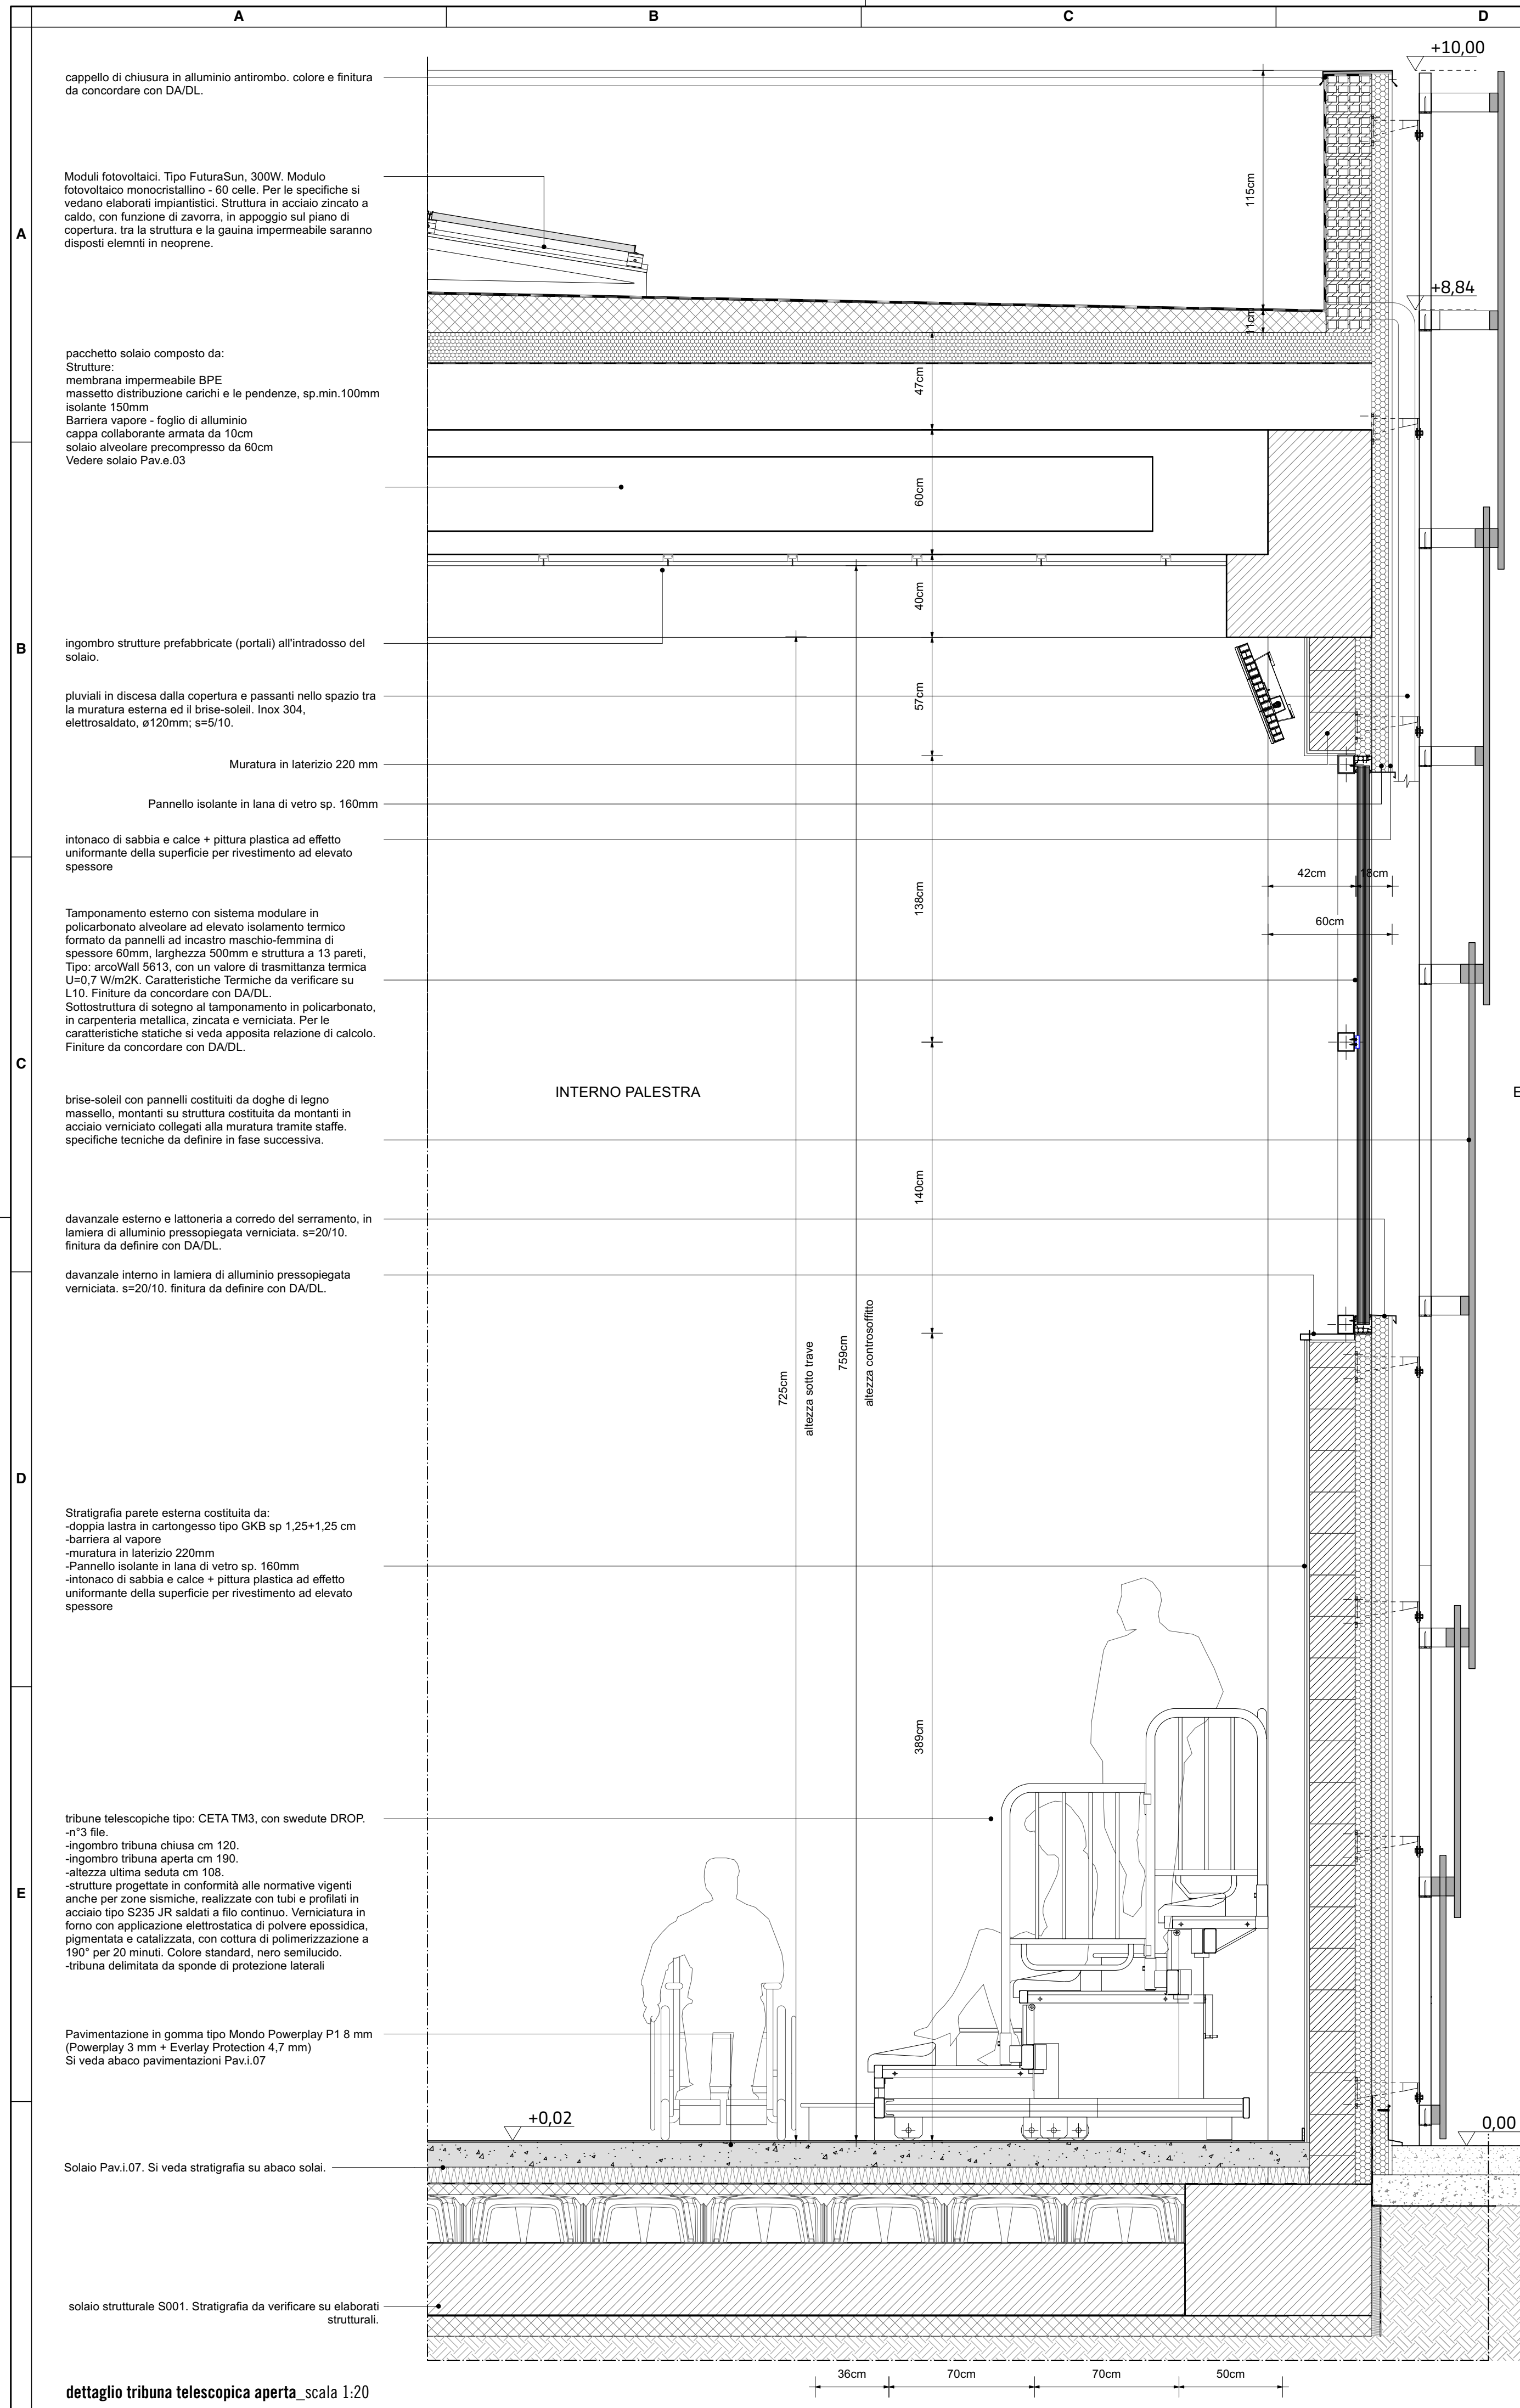 A B C D
+10,00
cappello di chiusura in alluminio antirombo. colore e finitura
da concordare con DA/DL.
Moduli fotovoltaici. Tipo FuturaSun, 300W. Modulo
fotovoltaico monocristallino - 60 celle. Per le specifiche si
vedano elaborati impiantistici. Struttura in acciaio zincato a
caldo, con funzione di zavorra, in appoggio sul piano di
copertura. tra la struttura e la gauina impermeabile saranno
disposti elemnti in neoprene.
115cm
A
+8,84
11cm
pacchetto solaio composto da:
Strutture:
membrana impermeabile BPE
massetto distribuzione carichi e le pendenze, sp.min.100mm
isolante 150mm
Barriera vapore - foglio di alluminio
cappa collaborante armata da 10cm
solaio alveolare precompresso da 60cm
Vedere solaio Pav.e.03
47cm
60cm
40cm
B
ingombro strutture prefabbricate (portali) all'intradosso del
solaio.
pluviali in discesa dalla copertura e passanti nello spazio tra
la muratura esterna ed il brise-soleil. Inox 304,
elettrosaldato, ø120mm; s=5/10.
57cm
Muratura in laterizio 220 mm
Pannello isolante in lana di vetro sp. 160mm
intonaco di sabbia e calce + pittura plastica ad effetto
uniformante della superficie per rivestimento ad elevato
spessore
42cm 18cm
138cm
60cm
Tamponamento esterno con sistema modulare in
policarbonato alveolare ad elevato isolamento termico
formato da pannelli ad incastro maschio-femmina di
spessore 60mm, larghezza 500mm e struttura a 13 pareti,
Tipo: arcoWall 5613, con un valore di trasmittanza termica
U=0,7 W/m2K. Caratteristiche Termiche da verificare su
L10. Finiture da concordare con DA/DL.
Sottostruttura di sotegno al tamponamento in policarbonato,
in carpenteria metallica, zincata e verniciata. Per le
caratteristiche statiche si veda apposita relazione di calcolo.
Finiture da concordare con DA/DL.
C
INTERNO PALESTRA
E
brise-soleil con pannelli costituiti da doghe di legno
massello, montanti su struttura costituita da montanti in
acciaio verniciato collegati alla muratura tramite staffe.
specifiche tecniche da definire in fase successiva.
140cm
davanzale esterno e lattoneria a corredo del serramento, in
lamiera di alluminio pressopiegata verniciata. s=20/10.
finitura da definire con DA/DL.
davanzale interno in lamiera di alluminio pressopiegata
verniciata. s=20/10. finitura da definire con DA/DL.
725cm
altezza sotto trave
759cm
altezza controsoffitto
D
Stratigrafia parete esterna costituita da:
-doppia lastra in cartongesso tipo GKB sp 1,25+1,25 cm
-barriera al vapore
-muratura in laterizio 220mm
-Pannello isolante in lana di vetro sp. 160mm
-intonaco di sabbia e calce + pittura plastica ad effetto
uniformante della superficie per rivestimento ad elevato
spessore
389cm
tribune telescopiche tipo: CETA TM3, con swedute DROP.
-n°3 file.
-ingombro tribuna chiusa cm 120.
-ingombro tribuna aperta cm 190.
-altezza ultima seduta cm 108.
-strutture progettate in conformità alle normative vigenti
anche per zone sismiche, realizzate con tubi e profilati in
acciaio tipo S235 JR saldati a filo continuo. Verniciatura in
forno con applicazione elettrostatica di polvere epossidica,
pigmentata e catalizzata, con cottura di polimerizzazione a
190° per 20 minuti. Colore standard, nero semilucido.
-tribuna delimitata da sponde di protezione laterali
E
Pavimentazione in gomma tipo Mondo Powerplay P1 8 mm
(Powerplay 3 mm + Everlay Protection 4,7 mm)
Si veda abaco pavimentazioni Pav.i.07
+0,02
0,00
Solaio Pav.i.07. Si veda stratigrafia su abaco solai.
solaio strutturale S001. Stratigrafia da verificare su elaborati
strutturali.
36cm 70cm 70cm 50cm
dettaglio tribuna telescopica aperta_scala 1:20